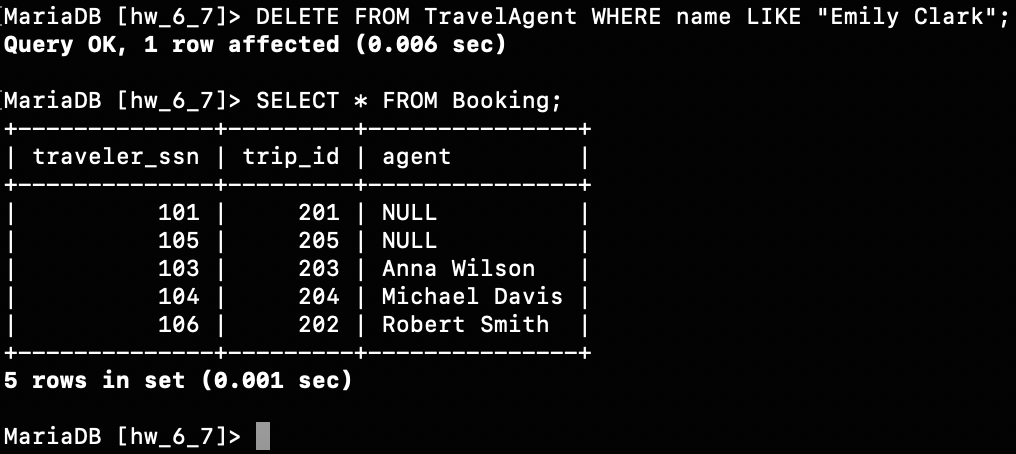 MariaDB [hw_6_7]> DELETE FROM TravelAgent WHERE name LIKE "Emily Clark";
Query OK, 1 row affected (0.006 sec)
MariaDB [hw_6_7]> SELECT * FROM Booking;
+--------------+---------+---------------+
| traveler_ssn | trip_id | agent         |
+--------------+---------+---------------+
|          101 |     201 | NULL          |
|          105 |     205 | NULL          |
|          103 |     203 | Anna Wilson   |
|          104 |     204 | Michael Davis |
|          106 |     202 | Robert Smith  |
+--------------+---------+---------------+
5 rows in set (0.001 sec)
MariaDB [hw_6_7]>